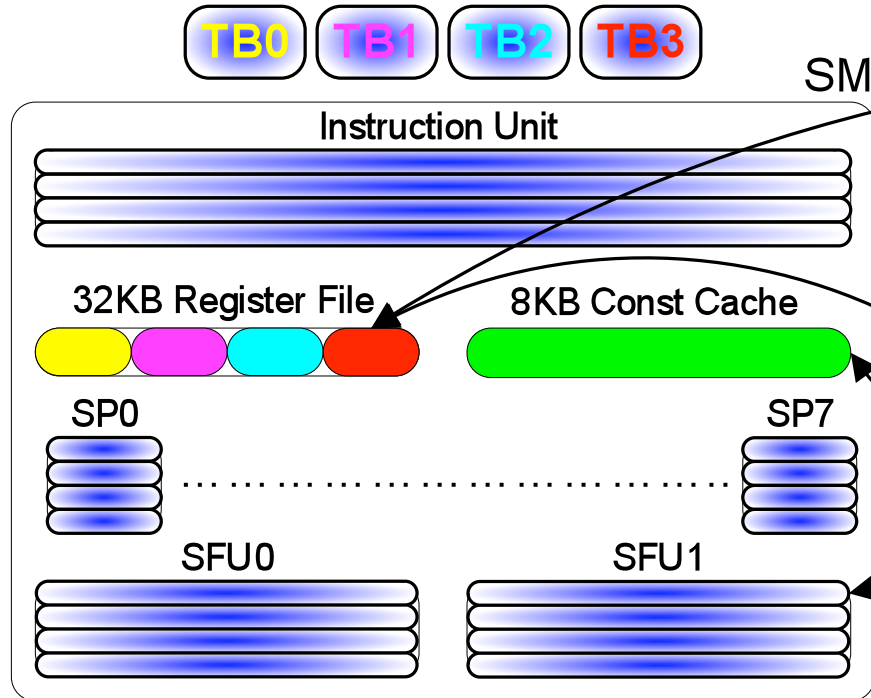 TB0 TB1 TB2 TB3
SM
Instruction Unit
32KB Register File
8KB Const Cache
SP0
SP7
SFU0
SFU1